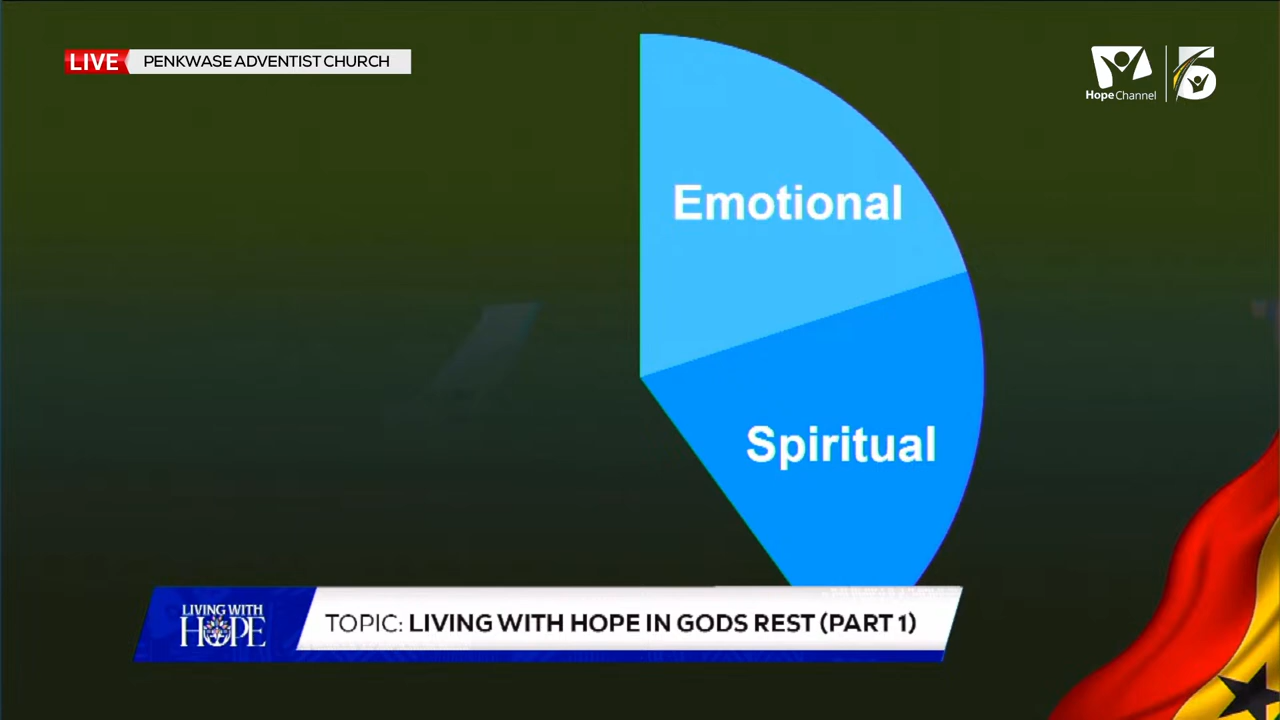 LIVE PENKWASE ADVENTIST CHURCH
Hope Channel
Emotional
Spiritual
LIVING WITH
HOPE
TOPIC: LIVING WITH HOPE IN GODS REST (PART 1)